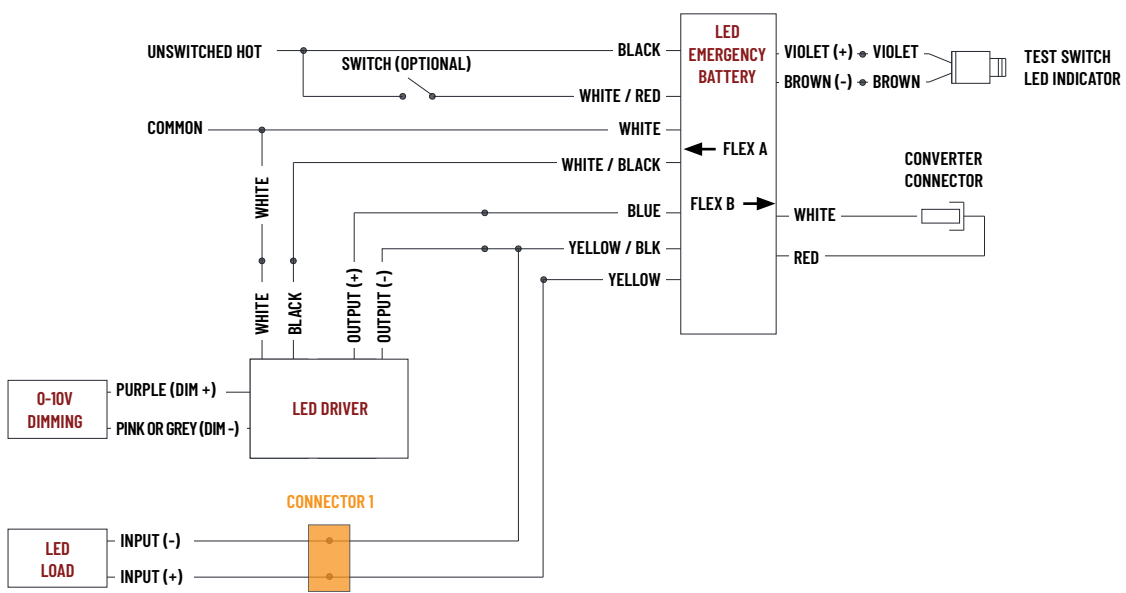 UNSWITCHED HOT
SWITCH (OPTIONAL)
BLACK
WHITE / RED
COMMON
WHITE
WHITE / BLACK
BLUE
YELLOW / BLK
YELLOW
LED
EMERGENCY
BATTERY
FLEX A
FLEX B
VIOLET (+)
VIOLET
BROWN (-)
BROWN
TEST SWITCH
LED INDICATOR
CONVERTER
CONNECTOR
WHITE
RED
WHITE
WHITE
BLACK
OUTPUT (+)
OUTPUT (-)
0-10V
DIMMING
PURPLE (DIM +)
PINK OR GREY (DIM -)
LED DRIVER
CONNECTOR 1
LED
LOAD
INPUT (-)
INPUT (+)